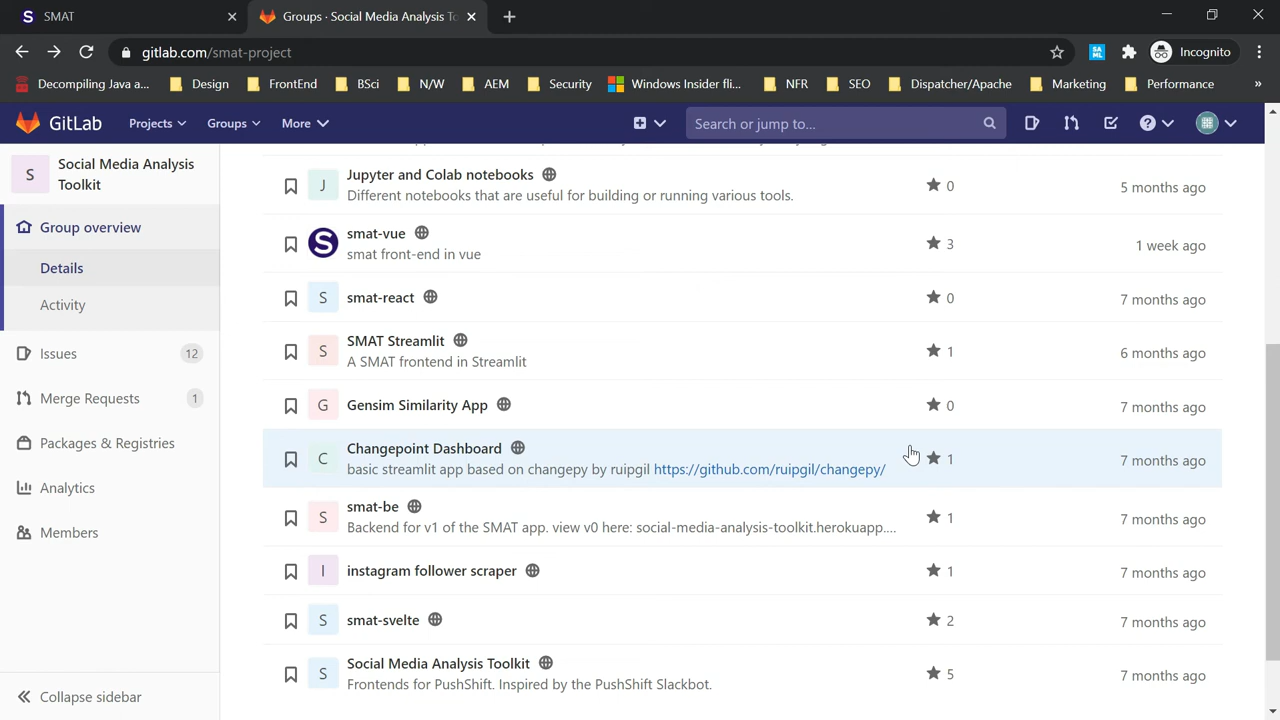 S SMAT
Groups · Social Media Analysis To
gitlab.com/smat-project
SAML
Incognito
Decompiling Java a...
Design
FrontEnd
BSci
N/W
AEM
Security
Windows Insider fli...
NFR
SEO
Dispatcher/Apache
Marketing
Performance
»
GitLab
Projects
Groups
More
Search or jump to...
S
Social Media Analysis
Toolkit
Group overview
Details
Activity
Issues 12
Merge Requests 1
Packages & Registries
Analytics
Members
Collapse sidebar
J Jupyter and Colab notebooks 0 5 months ago
Different notebooks that are useful for building or running various tools.
S smat-vue 3 1 week ago
smat front-end in vue
S smat-react 0 7 months ago
S SMAT Streamlit 1 6 months ago
A SMAT frontend in Streamlit
G Gensim Similarity App 0 7 months ago
C Changepoint Dashboard 1 7 months ago
basic streamlit app based on changepy by ruipgil https://github.com/ruipgil/changepy/
S smat-be 1 7 months ago
Backend for v1 of the SMAT app. view v0 here: social-media-analysis-toolkit.herokuapp....
I instagram follower scraper 1 7 months ago
S smat-svelte 2 7 months ago
S Social Media Analysis Toolkit 5 7 months ago
Frontends for PushShift. Inspired by the PushShift Slackbot.